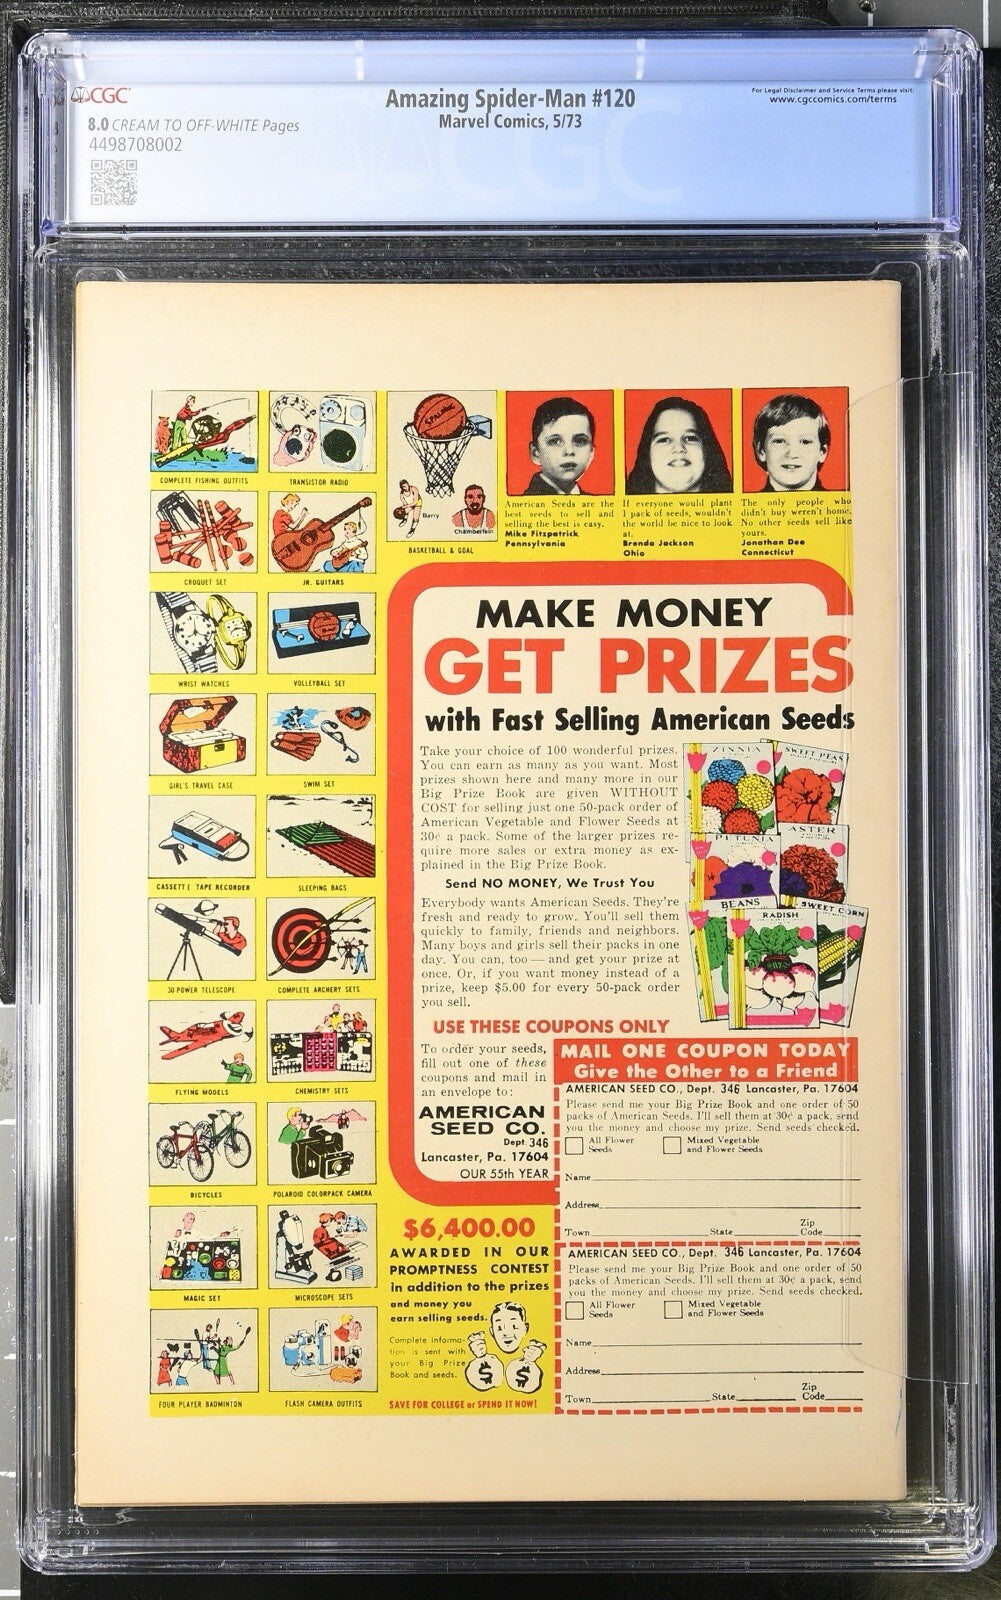 CGC
Amazing Spider-Man #120
For Legal Disclaimer and Service Terms please visit:
www.cgccomics.com/terms
8.0 CREAM TO OFF-WHITE Pages
Marvel Comics, 5/73
4498708002
CGC
COMPLETE FISHING OUTFITS
TRANSISTOR RADIO
SPALDING
Barry
Chamberlain
BASKETBALL & GOAL
American Seeds are the
best seeds to sell and
selling the best is easy.
Mike Fitzpatrick
Pennsylvania
If everyone would plant
1 pack of seeds, wouldn't
the world be nice to look
at.
Brenda Jackson
Ohio
The only people who
didn't buy weren't home.
No other seeds sell like
yours.
Jonathan Dee
Connecticut
CROQUET SET
JR. GUITARS
WRIST WATCHES
VOLLEYBALL SET
GIRL'S TRAVEL CASE
SWIM SET
CASSETTE TAPE RECORDER
SLEEPING BAGS
30-POWER TELESCOPE
COMPLETE ARCHERY SETS
FLYING MODELS
CHEMISTRY SETS
BICYCLES
POLAROID COLORPACK CAMERA
MAGIC SET
MICROSCOPE SETS
FOUR PLAYER BADMINTON
FLASH CAMERA OUTFITS
MAKE MONEY
GET PRIZES
with Fast Selling American Seeds
Take your choice of 100 wonderful prizes.
You can earn as many as you want. Most
prizes shown here and many more in our
Big Prize Book are given WITHOUT
COST for selling just one 50-pack order of
American Vegetable and Flower Seeds at
30¢ a pack. Some of the larger prizes re-
quire more sales or extra money as ex-
plained in the Big Prize Book.
Send NO MONEY, We Trust You
Everybody wants American Seeds. They're
fresh and ready to grow. You'll sell them
quickly to family, friends and neighbors.
Many boys and girls sell their packs in one
day. You can, too — and get your prize at
once. Or, if you want money instead of a
prize, keep $5.00 for every 50-pack order
you sell.
ZINNIA
SWEET PEAS
PETUNIA
ASTER
BEANS
RADISH
SWEET CORN
USE THESE COUPONS ONLY
To order your seeds,
fill out one of these
coupons and mail in
an envelope to:
AMERICAN
SEED CO.
Dept. 346
Lancaster, Pa. 17604
OUR 55th YEAR
MAIL ONE COUPON TODAY
Give the Other to a Friend
AMERICAN SEED CO., Dept. 346 Lancaster, Pa. 17604
Please send me your Big Prize Book and one order of 50
packs of American Seeds. I'll sell them at 30¢ a pack, send
you the money and choose my prize. Send seeds checked.
All Flower
Seeds
Mixed Vegetable
and Flower Seeds
Name
Address
Town State Zip Code
AMERICAN SEED CO., Dept. 346 Lancaster, Pa. 17604
Please send me your Big Prize Book and one order of 50
packs of American Seeds. I'll sell them at 30¢ a pack, send
you the money and choose my prize. Send seeds checked.
All Flower
Seeds
Mixed Vegetable
and Flower Seeds
Name
Address
Town State Zip Code
$6,400.00
AWARDED IN OUR
PROMPTNESS CONTEST
in addition to the prizes
and money you
earn selling seeds.
Complete informa-
tion is sent with
your Big Prize
Book and seeds.
$ $
SAVE FOR COLLEGE or SPEND IT NOW!